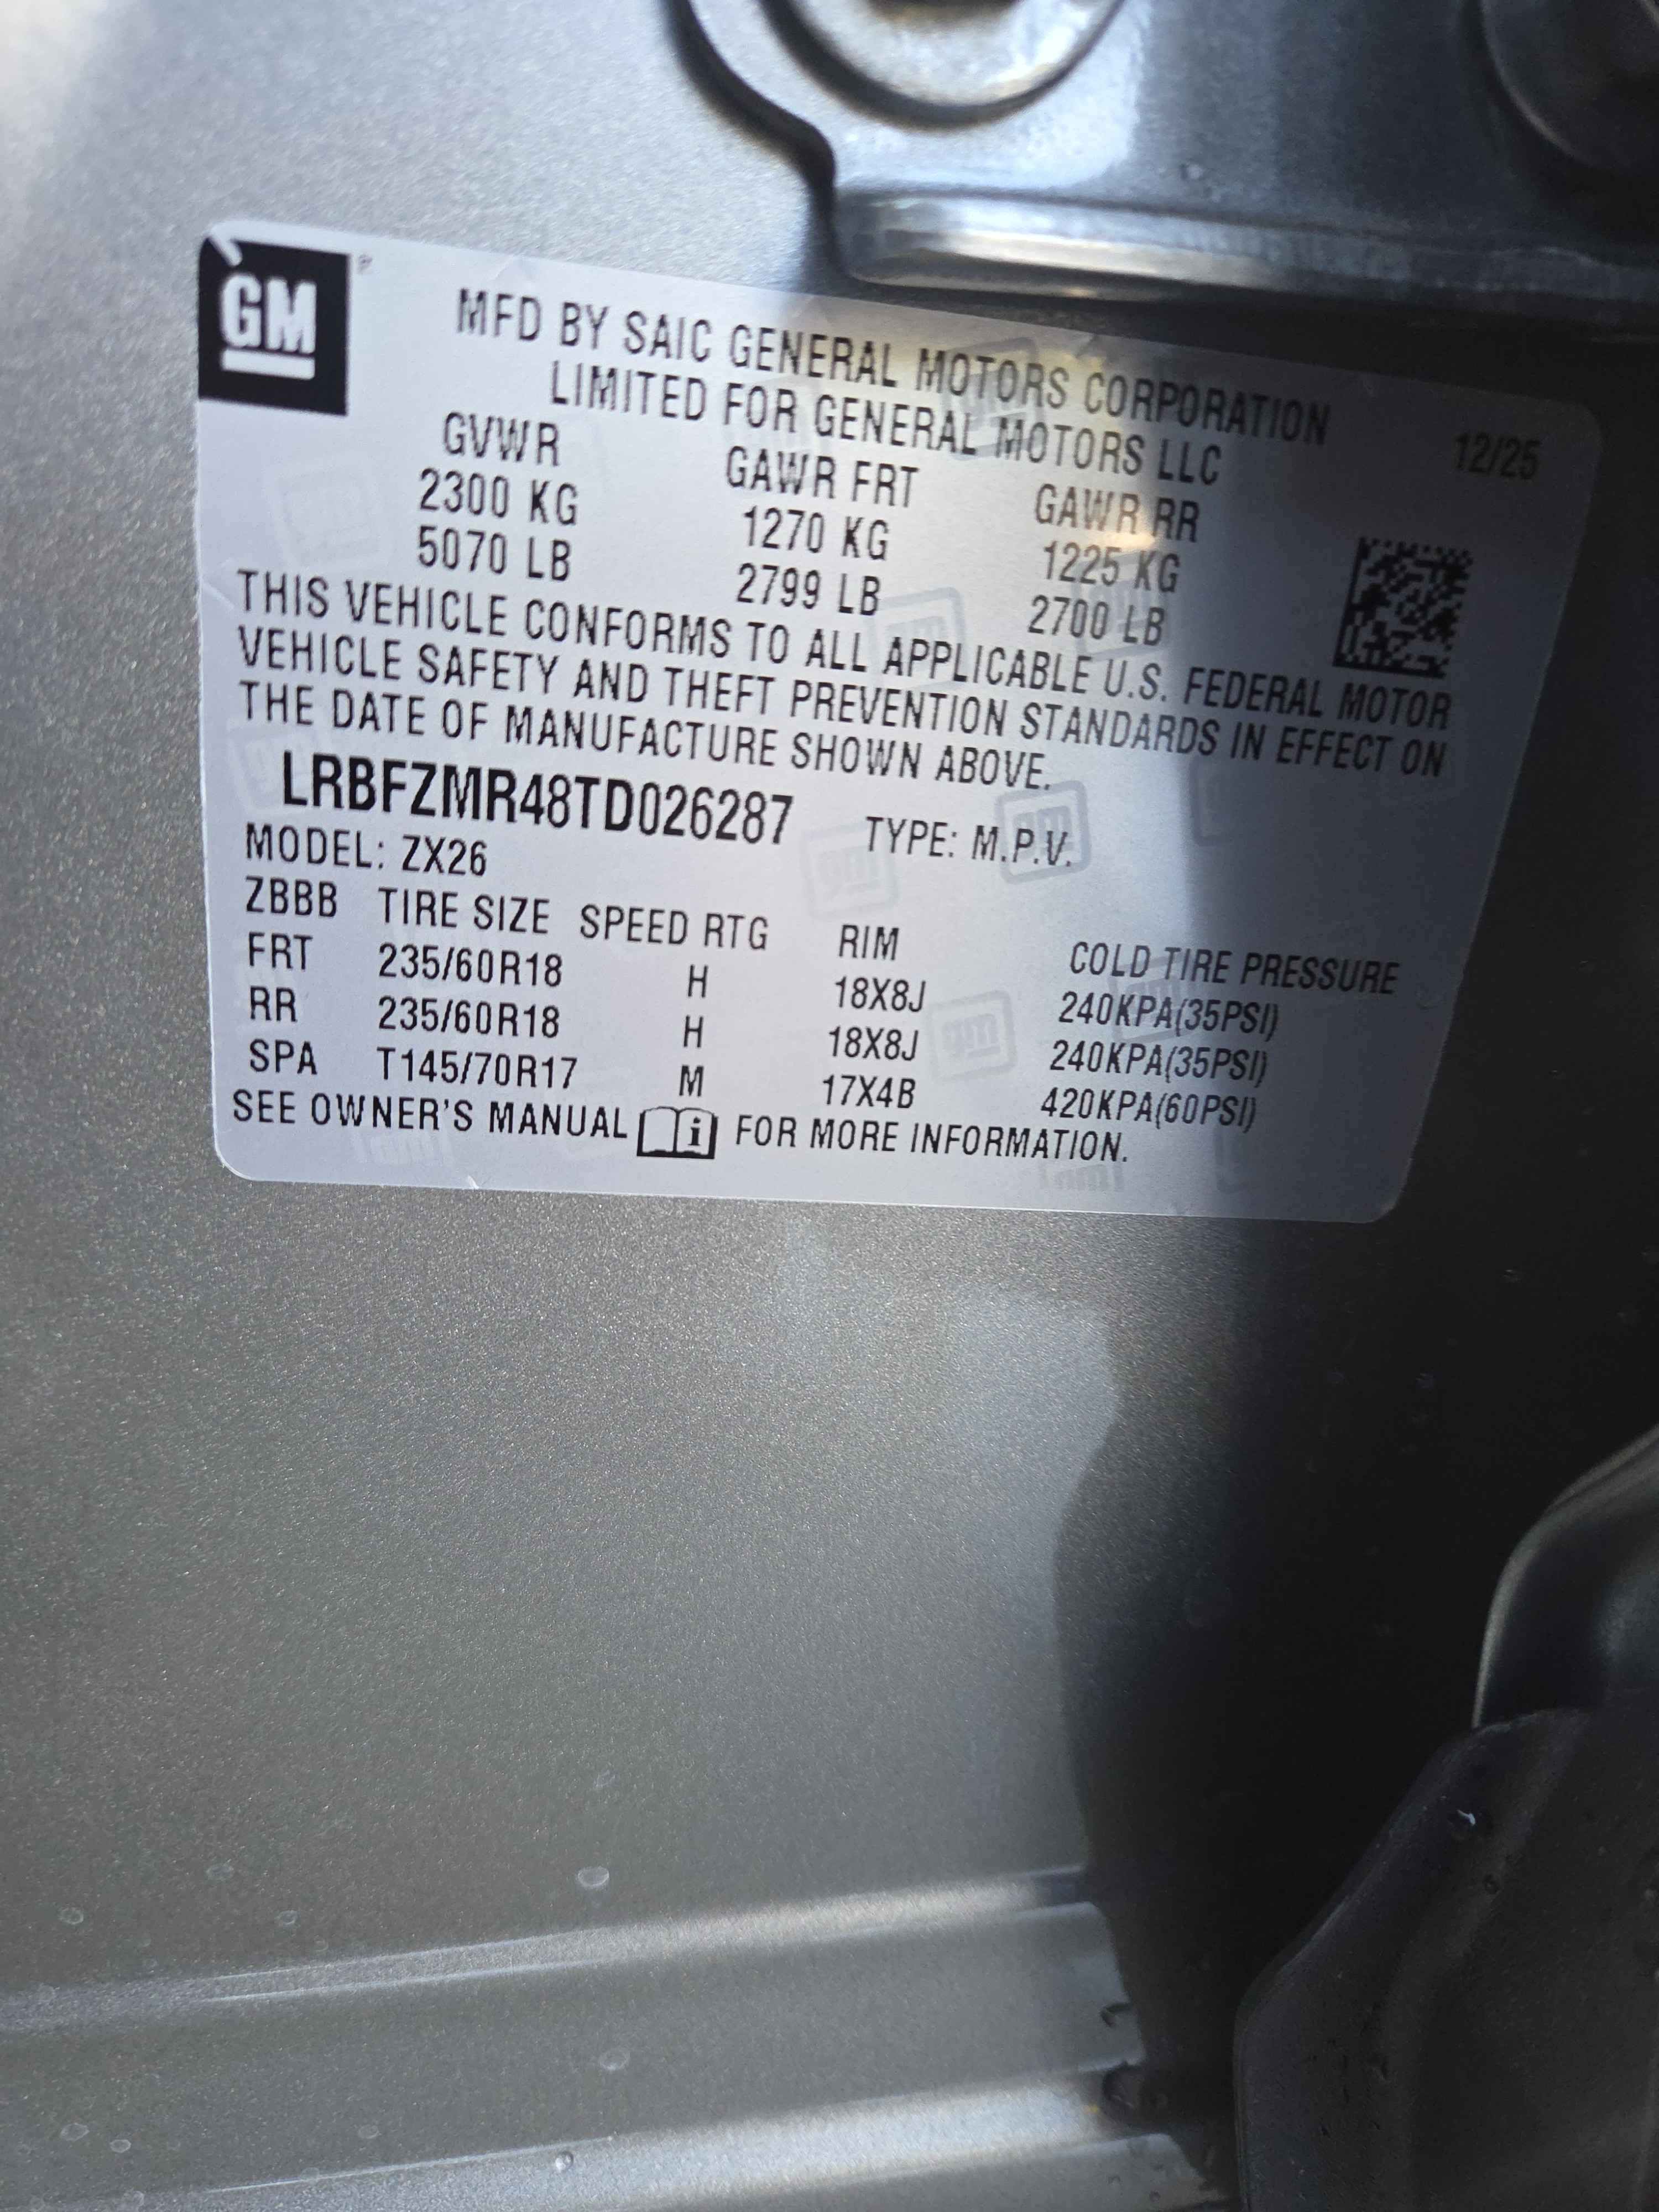 GM
MFD BY SAIC GENERAL MOTORS CORPORATION
LIMITED FOR GENERAL MOTORS LLC
12/25
GVWR GAWR FRT GAWR RR
2300 KG 1270 KG 1225 KG
5070 LB 2799 LB 2700 LB
THIS VEHICLE CONFORMS TO ALL APPLICABLE U.S. FEDERAL MOTOR
VEHICLE SAFETY AND THEFT PREVENTION STANDARDS IN EFFECT ON
THE DATE OF MANUFACTURE SHOWN ABOVE.
LRBFZMR48TD026287 TYPE: M.P.V.
MODEL: ZX26
ZBBB TIRE SIZE SPEED RTG RIM COLD TIRE PRESSURE
FRT 235/60R18 H 18X8J 240KPA(35PSI)
RR 235/60R18 H 18X8J 240KPA(35PSI)
SPA T145/70R17 M 17X4B 420KPA(60PSI)
SEE OWNER'S MANUAL i FOR MORE INFORMATION.